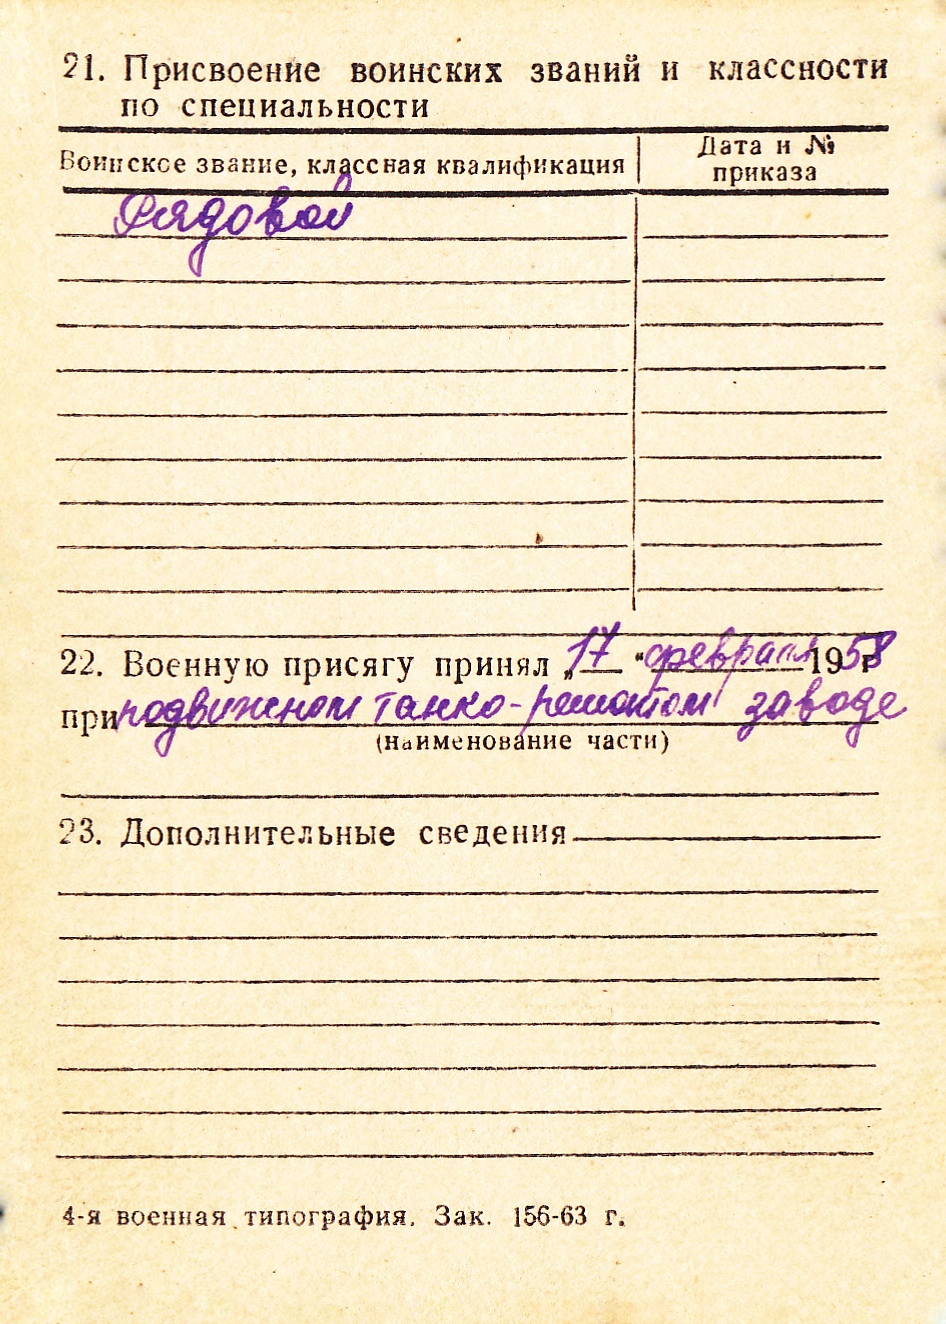 21. Присвоение воинских званий и классности
по специальности
Воинское звание, классная квалификация
Дата и №
приказа
Рядовой
22. Военную присягу принял „17“ февраля 1958 г
при подвижном танко-ремонтом заводе
(наименование части)
23. Дополнительные сведения
4-я военная типография. Зак. 156-63 г.